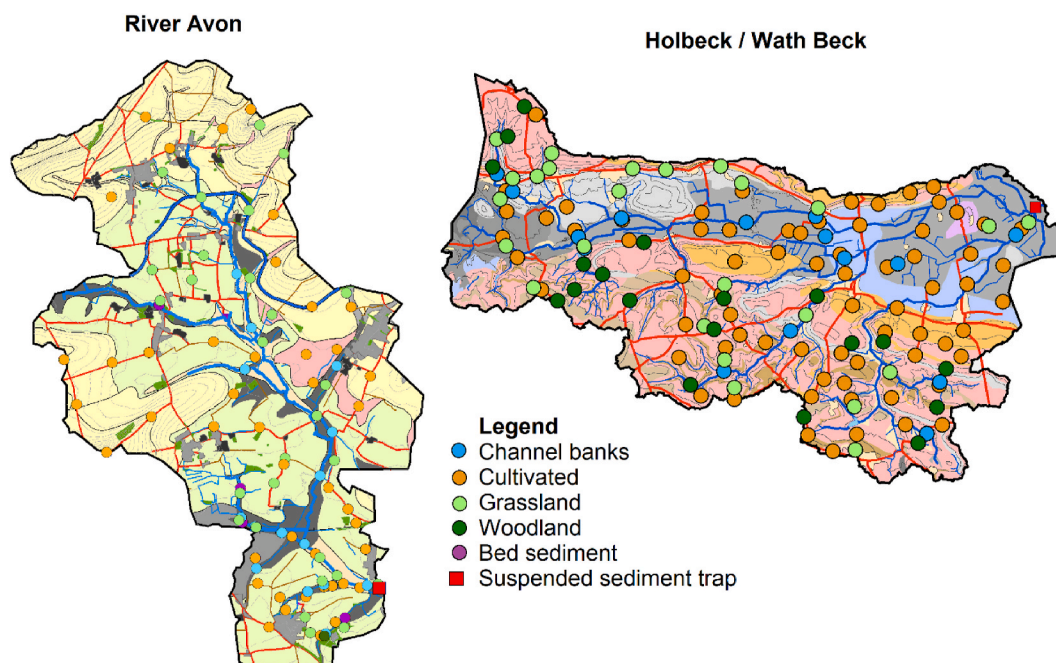 River Avon
Holbeck / Wath Beck
Legend
Channel banks
Cultivated
Grassland
Woodland
Bed sediment
Suspended sediment trap